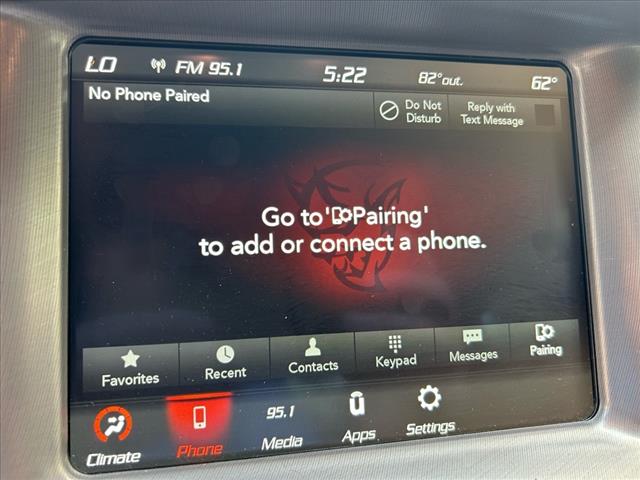 LO FM 95.1 5:22 82°out. 62°
No Phone Paired
Do Not
Disturb
Reply with
Text Message
Go to 'Pairing'
to add or connect a phone.
Favorites Recent Contacts Keypad Messages Pairing
95.1
Climate Phone Media Apps Settings